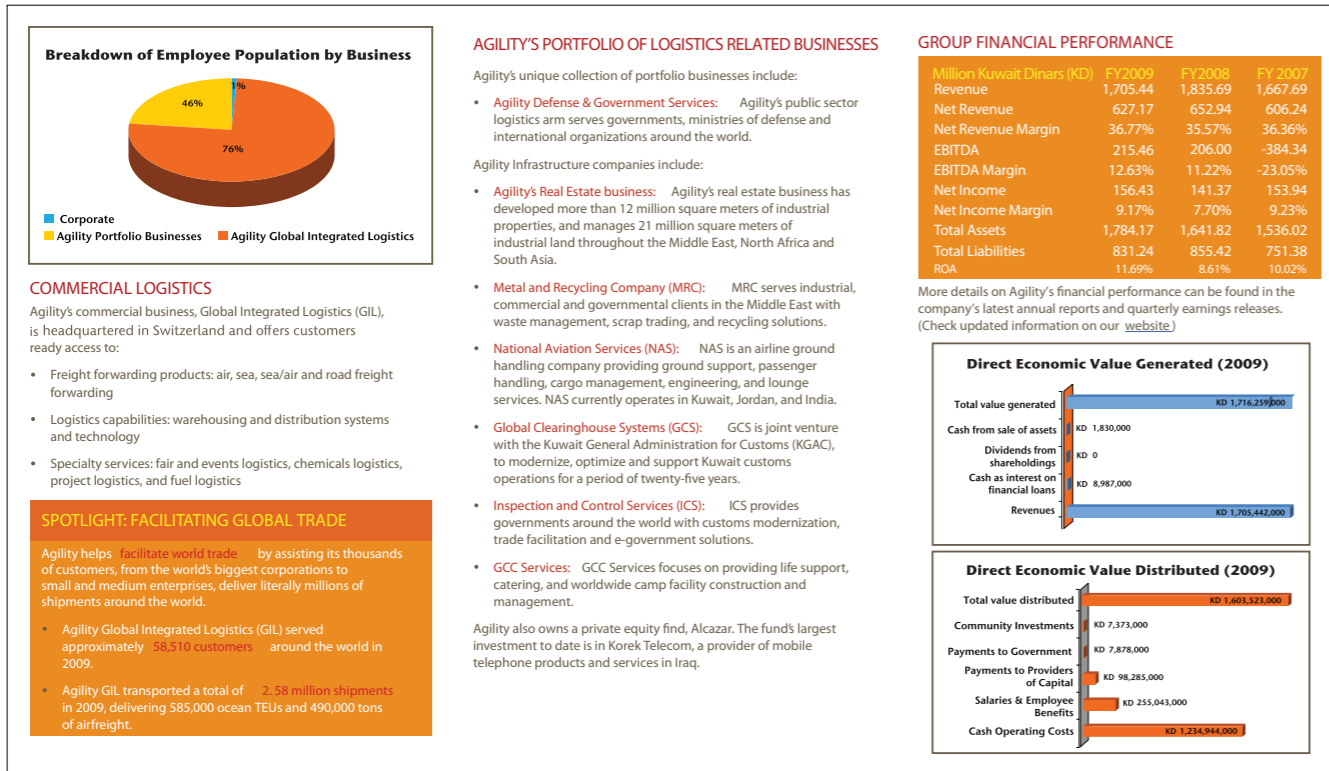 Breakdown of Employee Population by Business
1%
46%
76%
Corporate
Agility Portfolio Businesses
Agility Global Integrated Logistics
COMMERCIAL LOGISTICS
Agility's commercial business, Global Integrated Logistics (GIL),
is headquartered in Switzerland and offers customers
ready access to:
• Freight forwarding products: air, sea, sea/air and road freight
forwarding
• Logistics capabilities: warehousing and distribution systems
and technology
• Specialty services: fair and events logistics, chemicals logistics,
project logistics, and fuel logistics
SPOTLIGHT: FACILITATING GLOBAL TRADE
Agility helps facilitate world trade by assisting its thousands
of customers, from the world's biggest corporations to
small and medium enterprises, deliver literally millions of
shipments around the world.
• Agility Global Integrated Logistics (GIL) served
approximately 58,510 customers around the world in
2009.
• Agility GIL transported a total of 2. 58 million shipments
in 2009, delivering 585,000 ocean TEUs and 490,000 tons
of airfreight.
AGILITY'S PORTFOLIO OF LOGISTICS RELATED BUSINESSES
Agility's unique collection of portfolio businesses include:
• Agility Defense & Government Services: Agility's public sector
logistics arm serves governments, ministries of defense and
international organizations around the world.
Agility Infrastructure companies include:
• Agility's Real Estate business: Agility's real estate business has
developed more than 12 million square meters of industrial
properties, and manages 21 million square meters of
industrial land throughout the Middle East, North Africa and
South Asia.
• Metal and Recycling Company (MRC): MRC serves industrial,
commercial and governmental clients in the Middle East with
waste management, scrap trading, and recycling solutions.
• National Aviation Services (NAS): NAS is an airline ground
handling company providing ground support, passenger
handling, cargo management, engineering, and lounge
services. NAS currently operates in Kuwait, Jordan, and India.
• Global Clearinghouse Systems (GCS): GCS is joint venture
with the Kuwait General Administration for Customs (KGAC),
to modernize, optimize and support Kuwait customs
operations for a period of twenty-five years.
• Inspection and Control Services (ICS): ICS provides
governments around the world with customs modernization,
trade facilitation and e-government solutions.
• GCC Services: GCC Services focuses on providing life support,
catering, and worldwide camp facility construction and
management.
Agility also owns a private equity find, Alcazar. The fund's largest
investment to date is in Korek Telecom, a provider of mobile
telephone products and services in Iraq.
GROUP FINANCIAL PERFORMANCE
Million Kuwait Dinars (KD) FY2009 FY2008 FY 2007
Revenue 1,705.44 1,835.69 1,667.69
Net Revenue 627.17 652.94 606.24
Net Revenue Margin 36.77% 35.57% 36.36%
EBITDA 215.46 206.00 -384.34
EBITDA Margin 12.63% 11.22% -23.05%
Net Income 156.43 141.37 153.94
Net Income Margin 9.17% 7.70% 9.23%
Total Assets 1,784.17 1,641.82 1,536.02
Total Liabilities 831.24 855.42 751.38
ROA 11.69% 8.61% 10.02%
More details on Agility's financial performance can be found in the
company's latest annual reports and quarterly earnings releases.
(Check updated information on our website )
Direct Economic Value Generated (2009)
Total value generated KD 1,716,259,000
Cash from sale of assets KD 1,830,000
Dividends from
shareholdings KD 0
Cash as interest on
financial loans KD 8,987,000
Revenues KD 1,705,442,000
Direct Economic Value Distributed (2009)
Total value distributed KD 1,603,523,000
Community Investments KD 7,373,000
Payments to Government KD 7,878,000
Payments to Providers
of Capital KD 98,285,000
Salaries & Employee
Benefits KD 255,043,000
Cash Operating Costs KD 1,234,944,000